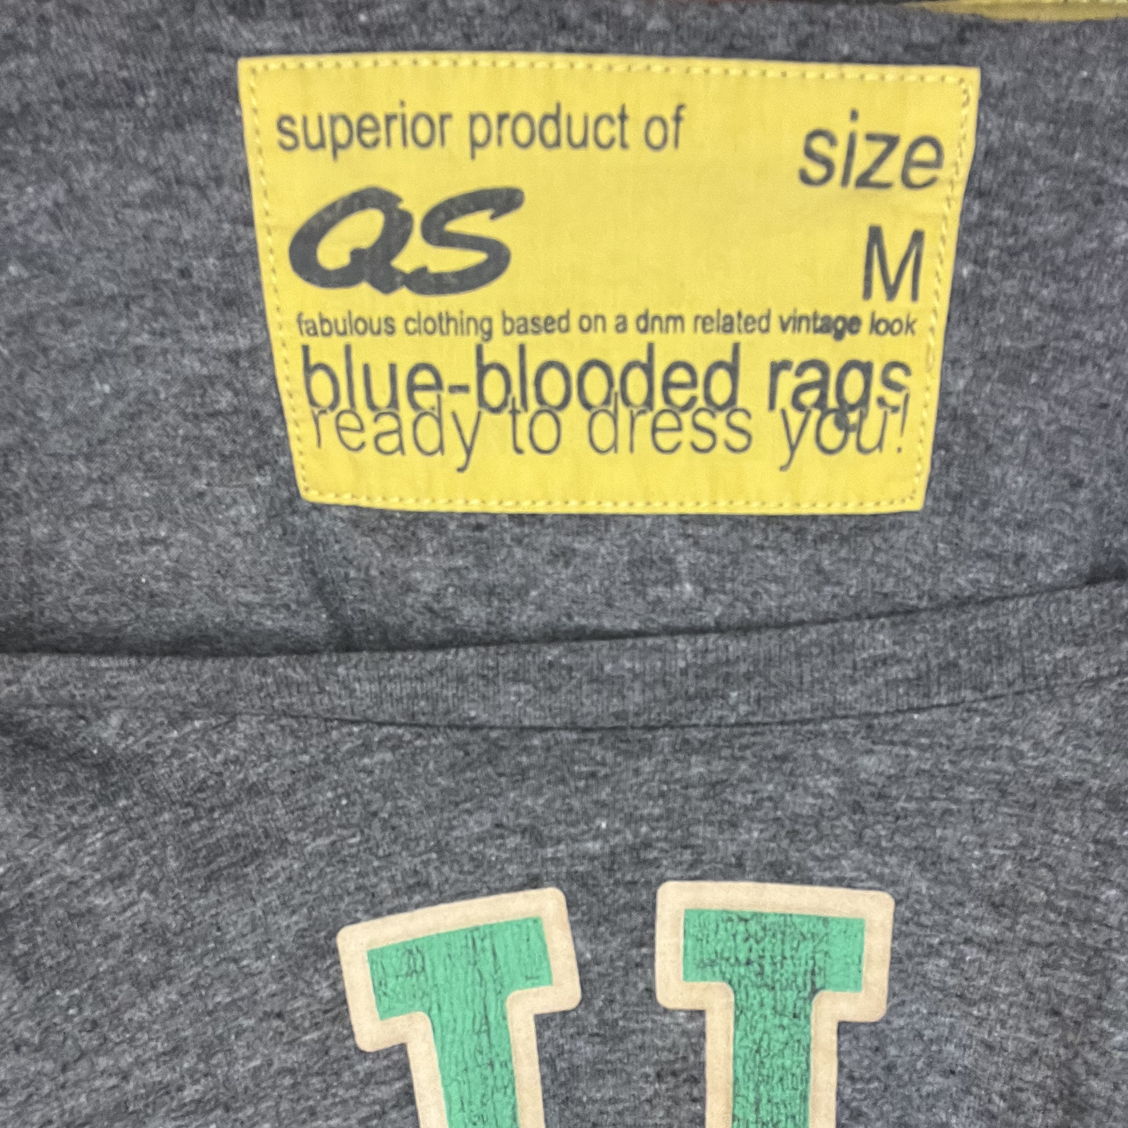 superior product of
size
QS
M
fabulous clothing based on a dnm related vintage look
blue-blooded rags
ready to dress you!